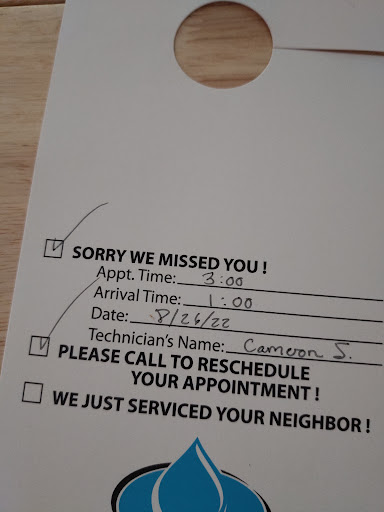 SORRY WE MISSED YOU !
Appt. Time: 3:00
Arrival Time: 1:00
Date: 8/26/22
Technician's Name: Cameron S.
PLEASE CALL TO RESCHEDULE
YOUR APPOINTMENT !
WE JUST SERVICED YOUR NEIGHBOR !